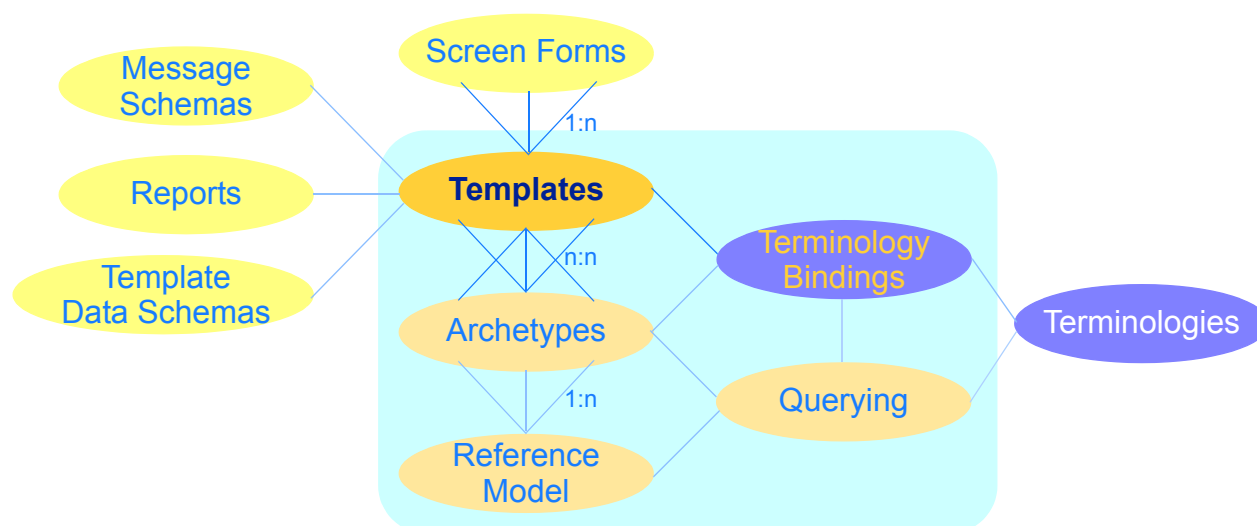 Screen Forms
Message
Schemas
1:n
Reports
Templates
Template
Data Schemas
n:n
Terminology
Bindings
Archetypes
Terminologies
1:n
Querying
Reference
Model